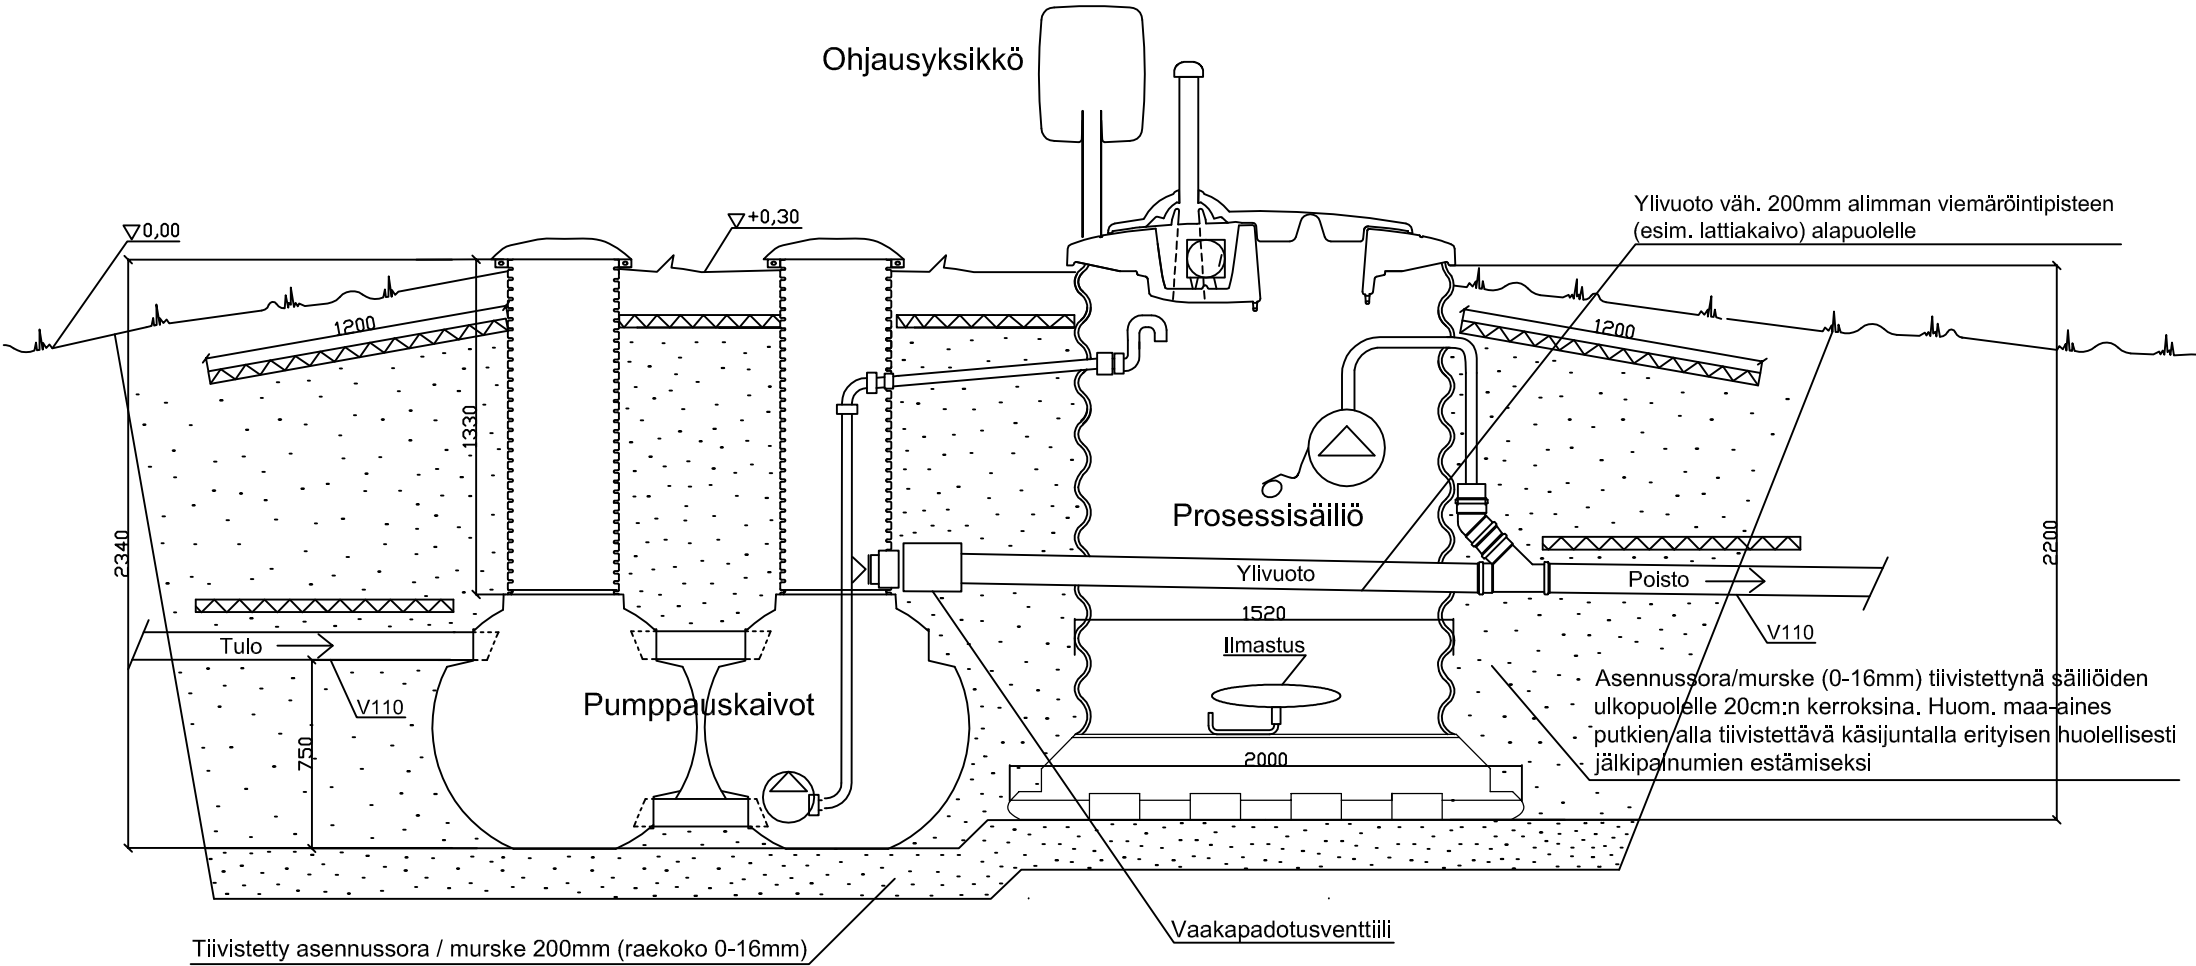 Ohjausyksikkö
Ylivuoto väh. 200mm alimman viemäröintipisteen
(esim. lattiakaivo) alapuolelle
0,00
+0,30
1200
1200
1330
2340
2200
Prosessisäiliö
Ylivuoto
Poisto
1520
V110
Tulo
Ilmastus
Asennussora/murske (0-16mm) tiivistettynä säiliöiden
ulkopuolelle 20cm:n kerroksina. Huom. maa-aines
putkien alla tiivistettävä käsijuntalla erityisen huolellisesti
jälkipainumien estämiseksi
V110
Pumppauskaivot
750
2000
Vaakapadotusventtiili
Tiivistetty asennussora / murske 200mm (raekoko 0-16mm)